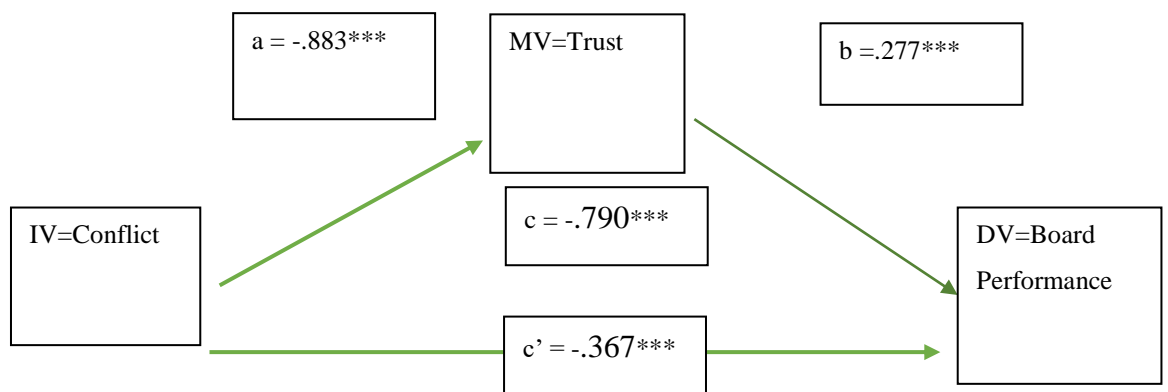 a = -.883***
MV=Trust
b =.277***
c = -.790***
IV=Conflict
DV=Board
Performance
c’ = -.367***